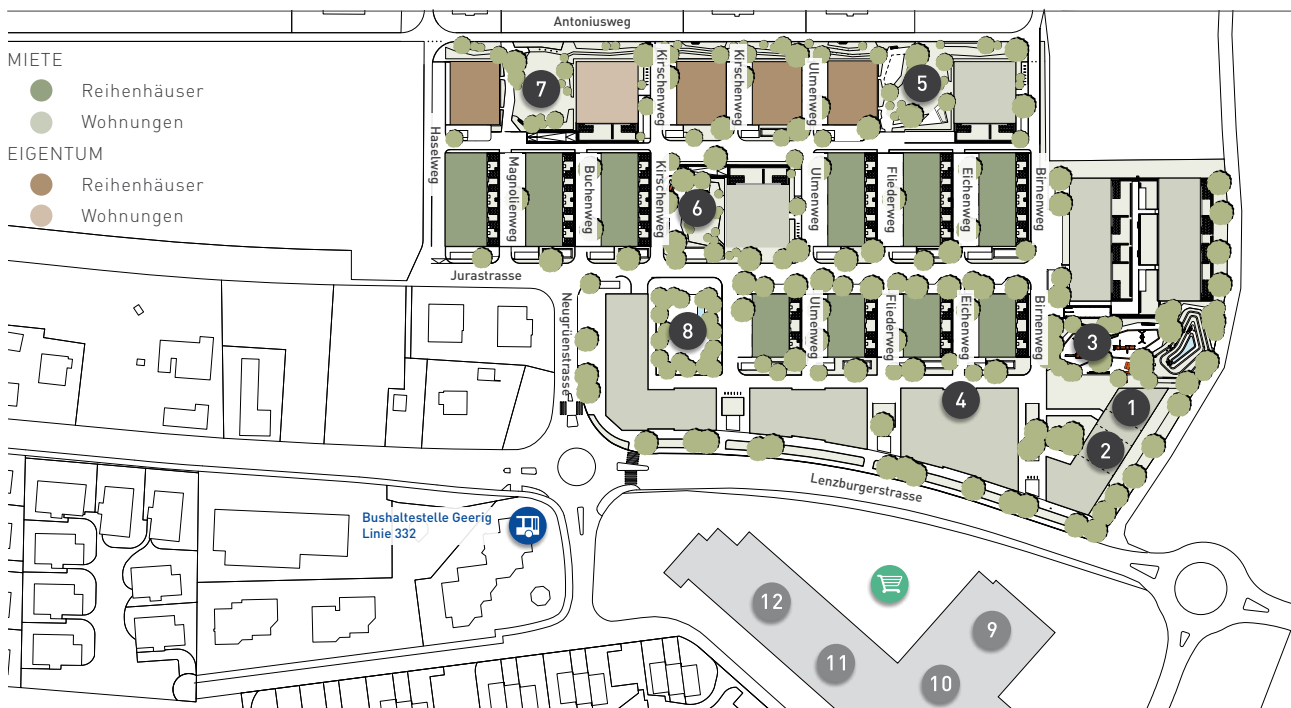 Antoniusweg
MIETE
Reihenhäuser
Wohnungen
EIGENTUM
Reihenhäuser
Wohnungen
7
Kirschenweg
Kirschenweg
Ulmenweg
5
Haselweg
Magnolienweg
Buchenweg
Kirschenweg
6
Ulmenweg
Fliederweg
Eichenweg
Birnenweg
Jurastrasse
Neugrüenstrasse
8
Ulmenweg
Fliederweg
Eichenweg
Birnenweg
3
4
1
2
Lenzburgerstrasse
Bushaltestelle Geerig
Linie 332
12
11
9
10